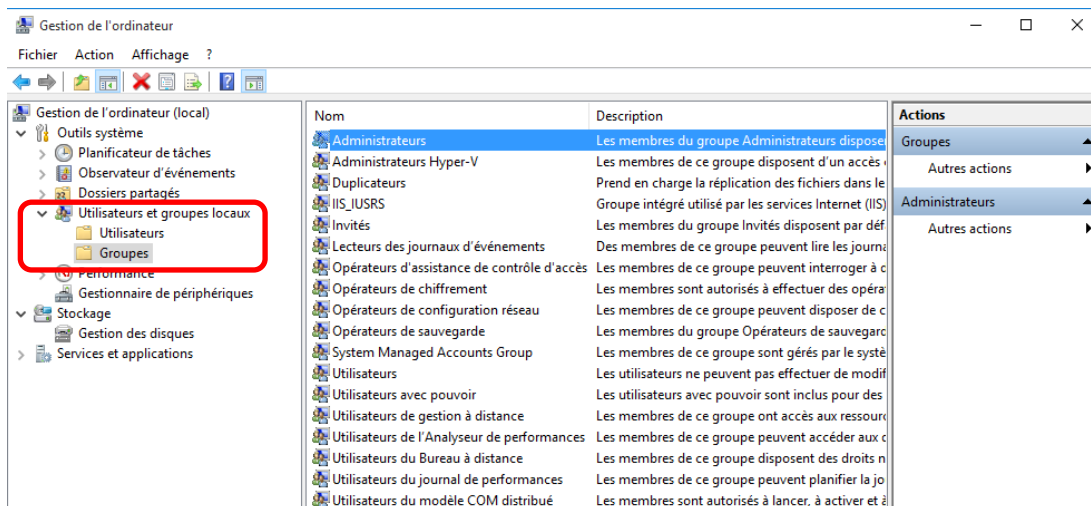 Gestion de l'ordinateur
Fichier Action Affichage ?
Gestion de l'ordinateur (local)
Outils système
Planificateur de tâches
Observateur d'événements
Dossiers partagés
Utilisateurs et groupes locaux
Utilisateurs
Groupes
Performance
Gestionnaire de périphériques
Stockage
Gestion des disques
Services et applications
Nom Description
Administrateurs Les membres du groupe Administrateurs dispose
Administrateurs Hyper-V Les membres de ce groupe disposent d'un accès
Duplicateurs Prend en charge la réplication des fichiers dans le
IIS_IUSRS Groupe intégré utilisé par les services Internet (IIS)
Invités Les membres du groupe Invités disposent par déf
Lecteurs des journaux d'événements Des membres de ce groupe peuvent lire les journa
Opérateurs d'assistance de contrôle d'accès Les membres de ce groupe peuvent interroger à c
Opérateurs de chiffrement Les membres sont autorisés à effectuer des opéra
Opérateurs de configuration réseau Les membres de ce groupe peuvent disposer de c
Opérateurs de sauvegarde Les membres du groupe Opérateurs de sauvegard
System Managed Accounts Group Les membres de ce groupe sont gérés par le systè
Utilisateurs Les utilisateurs ne peuvent pas effectuer de modif
Utilisateurs avec pouvoir Les utilisateurs avec pouvoir sont inclus pour des
Utilisateurs de gestion à distance Les membres de ce groupe ont accès aux ressourc
Utilisateurs de l'Analyseur de performances Les membres de ce groupe peuvent accéder aux c
Utilisateurs du Bureau à distance Les membres de ce groupe disposent des droits n
Utilisateurs du journal de performances Les membres de ce groupe peuvent planifier la jo
Utilisateurs du modèle COM distribué Les membres sont autorisés à lancer, à activer et à
Actions
Groupes
Autres actions
Administrateurs
Autres actions